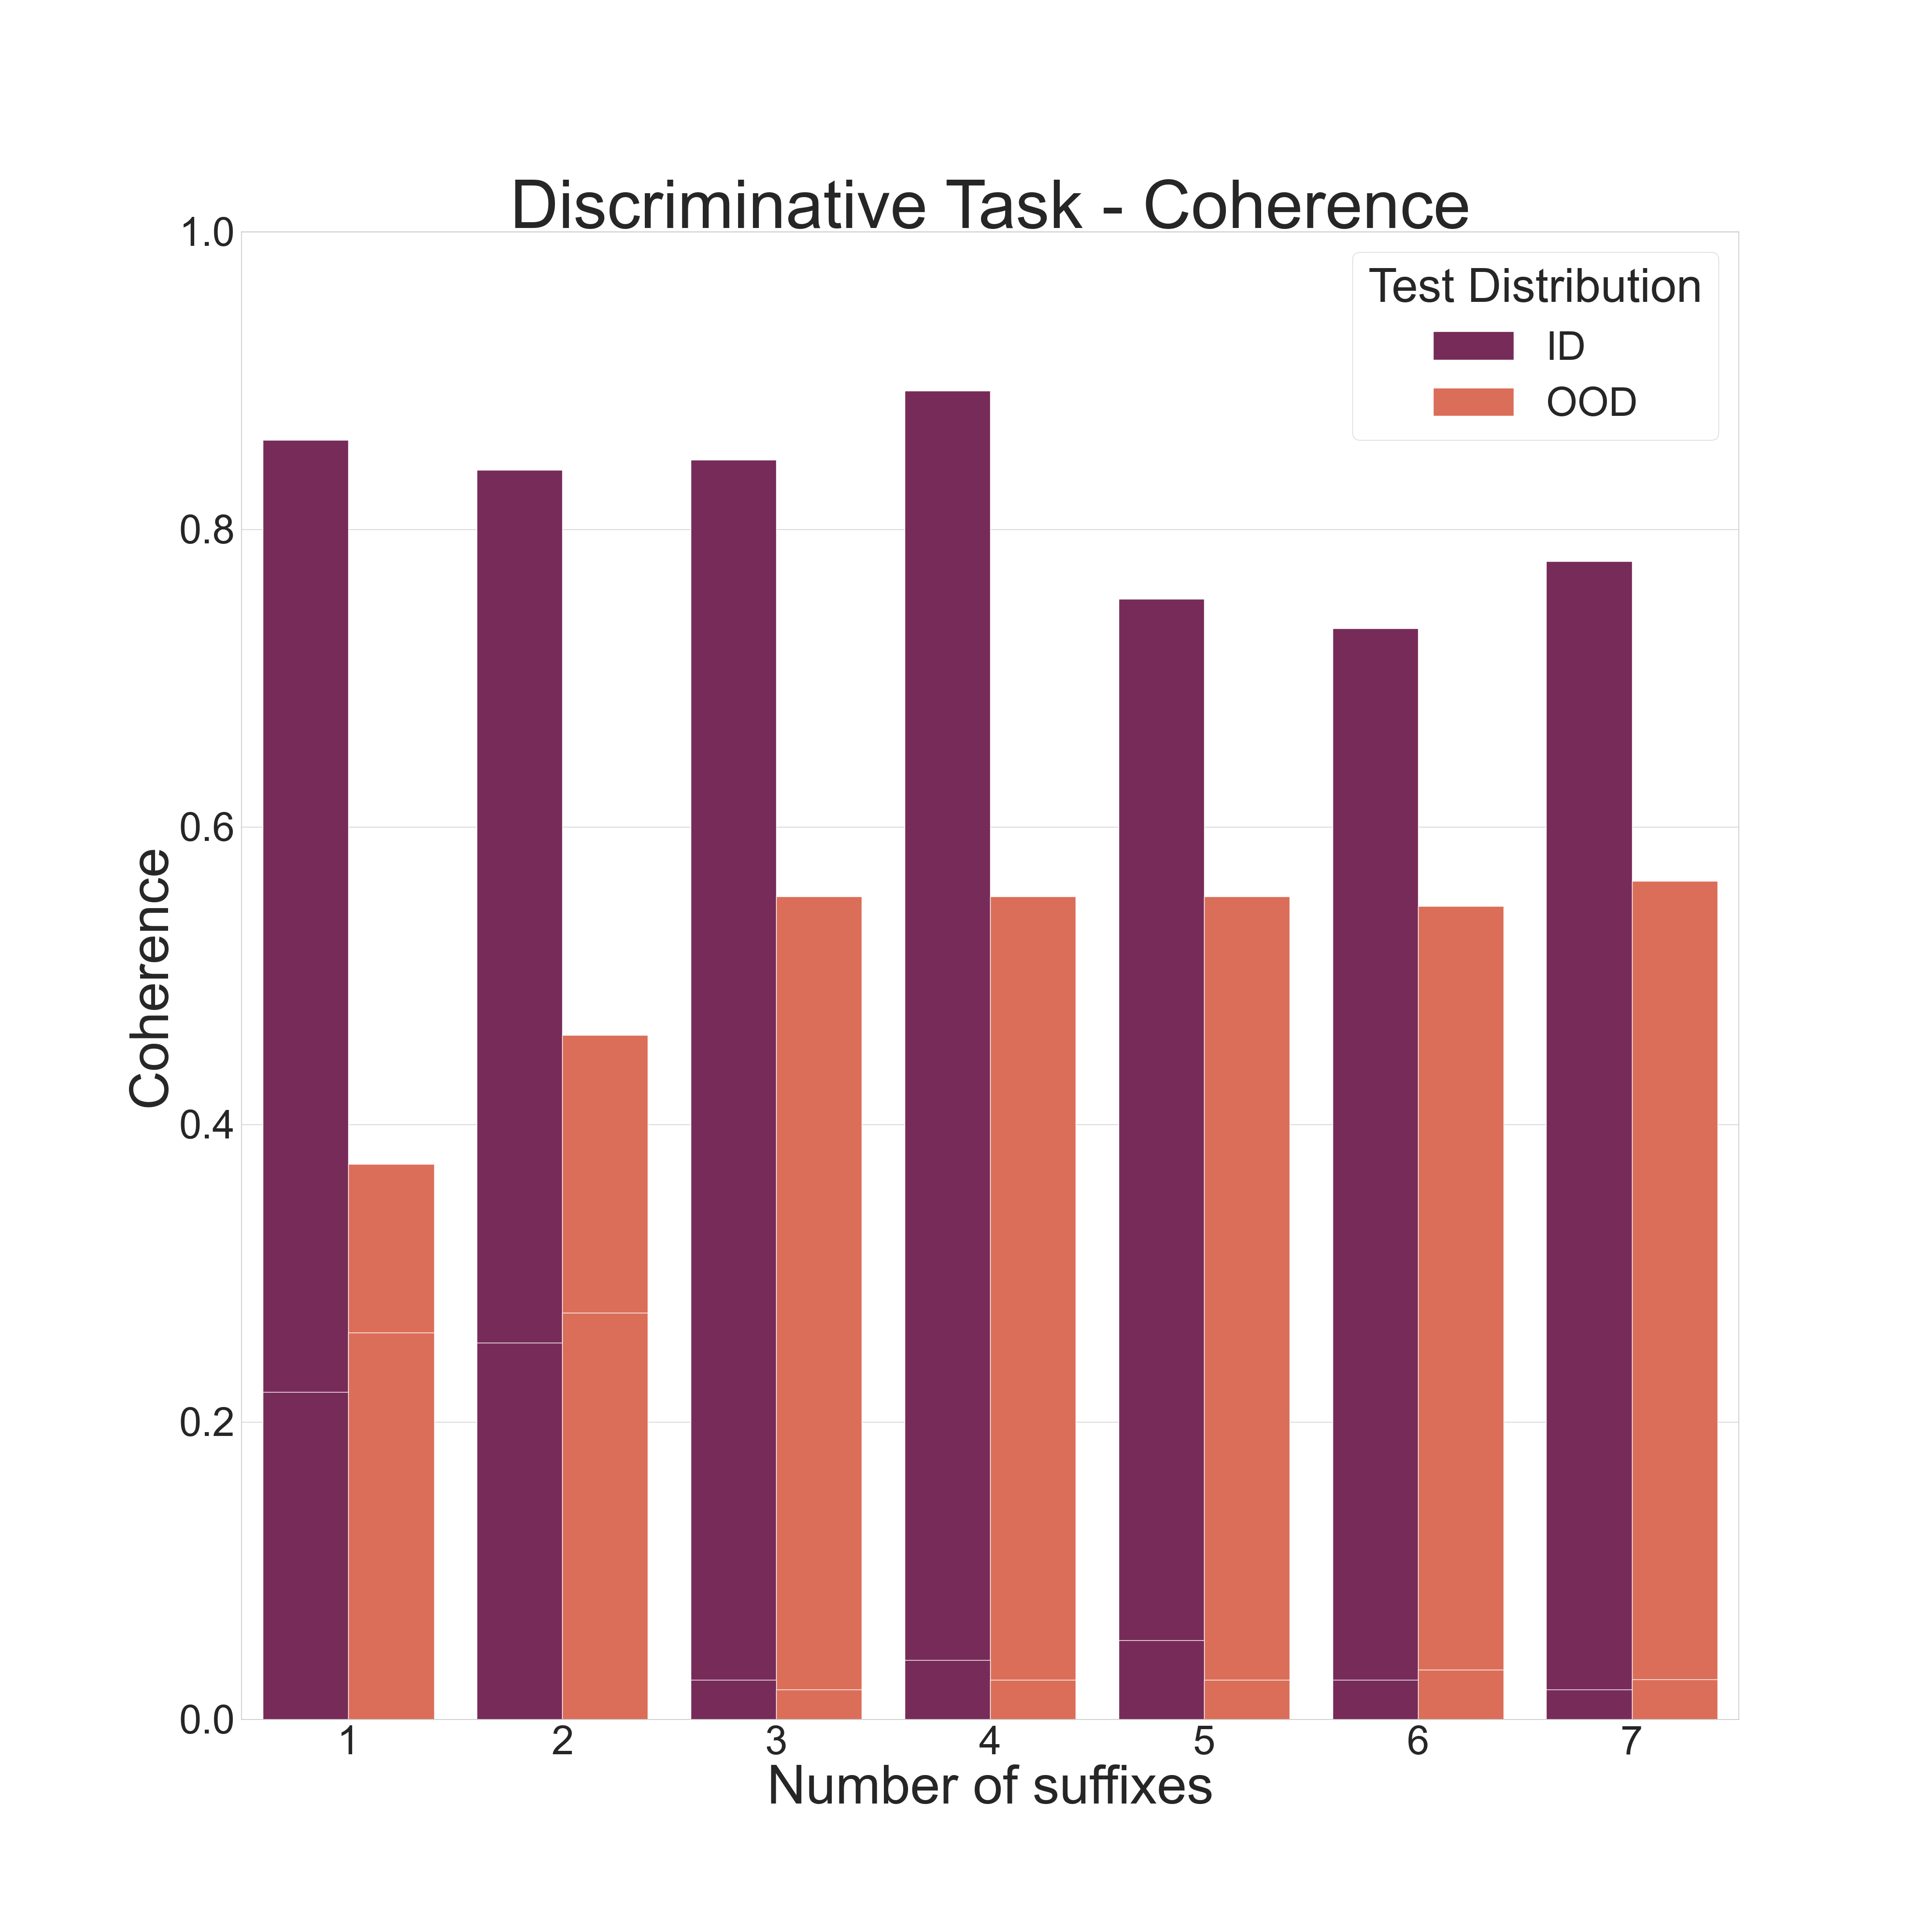 Discriminative Task - Coherence
1.0
0.8
0.6
0.4
0.2
0.0
Coherence
Test Distribution
ID
OOD
1 2 3 4 5 6 7
Number of suffixes